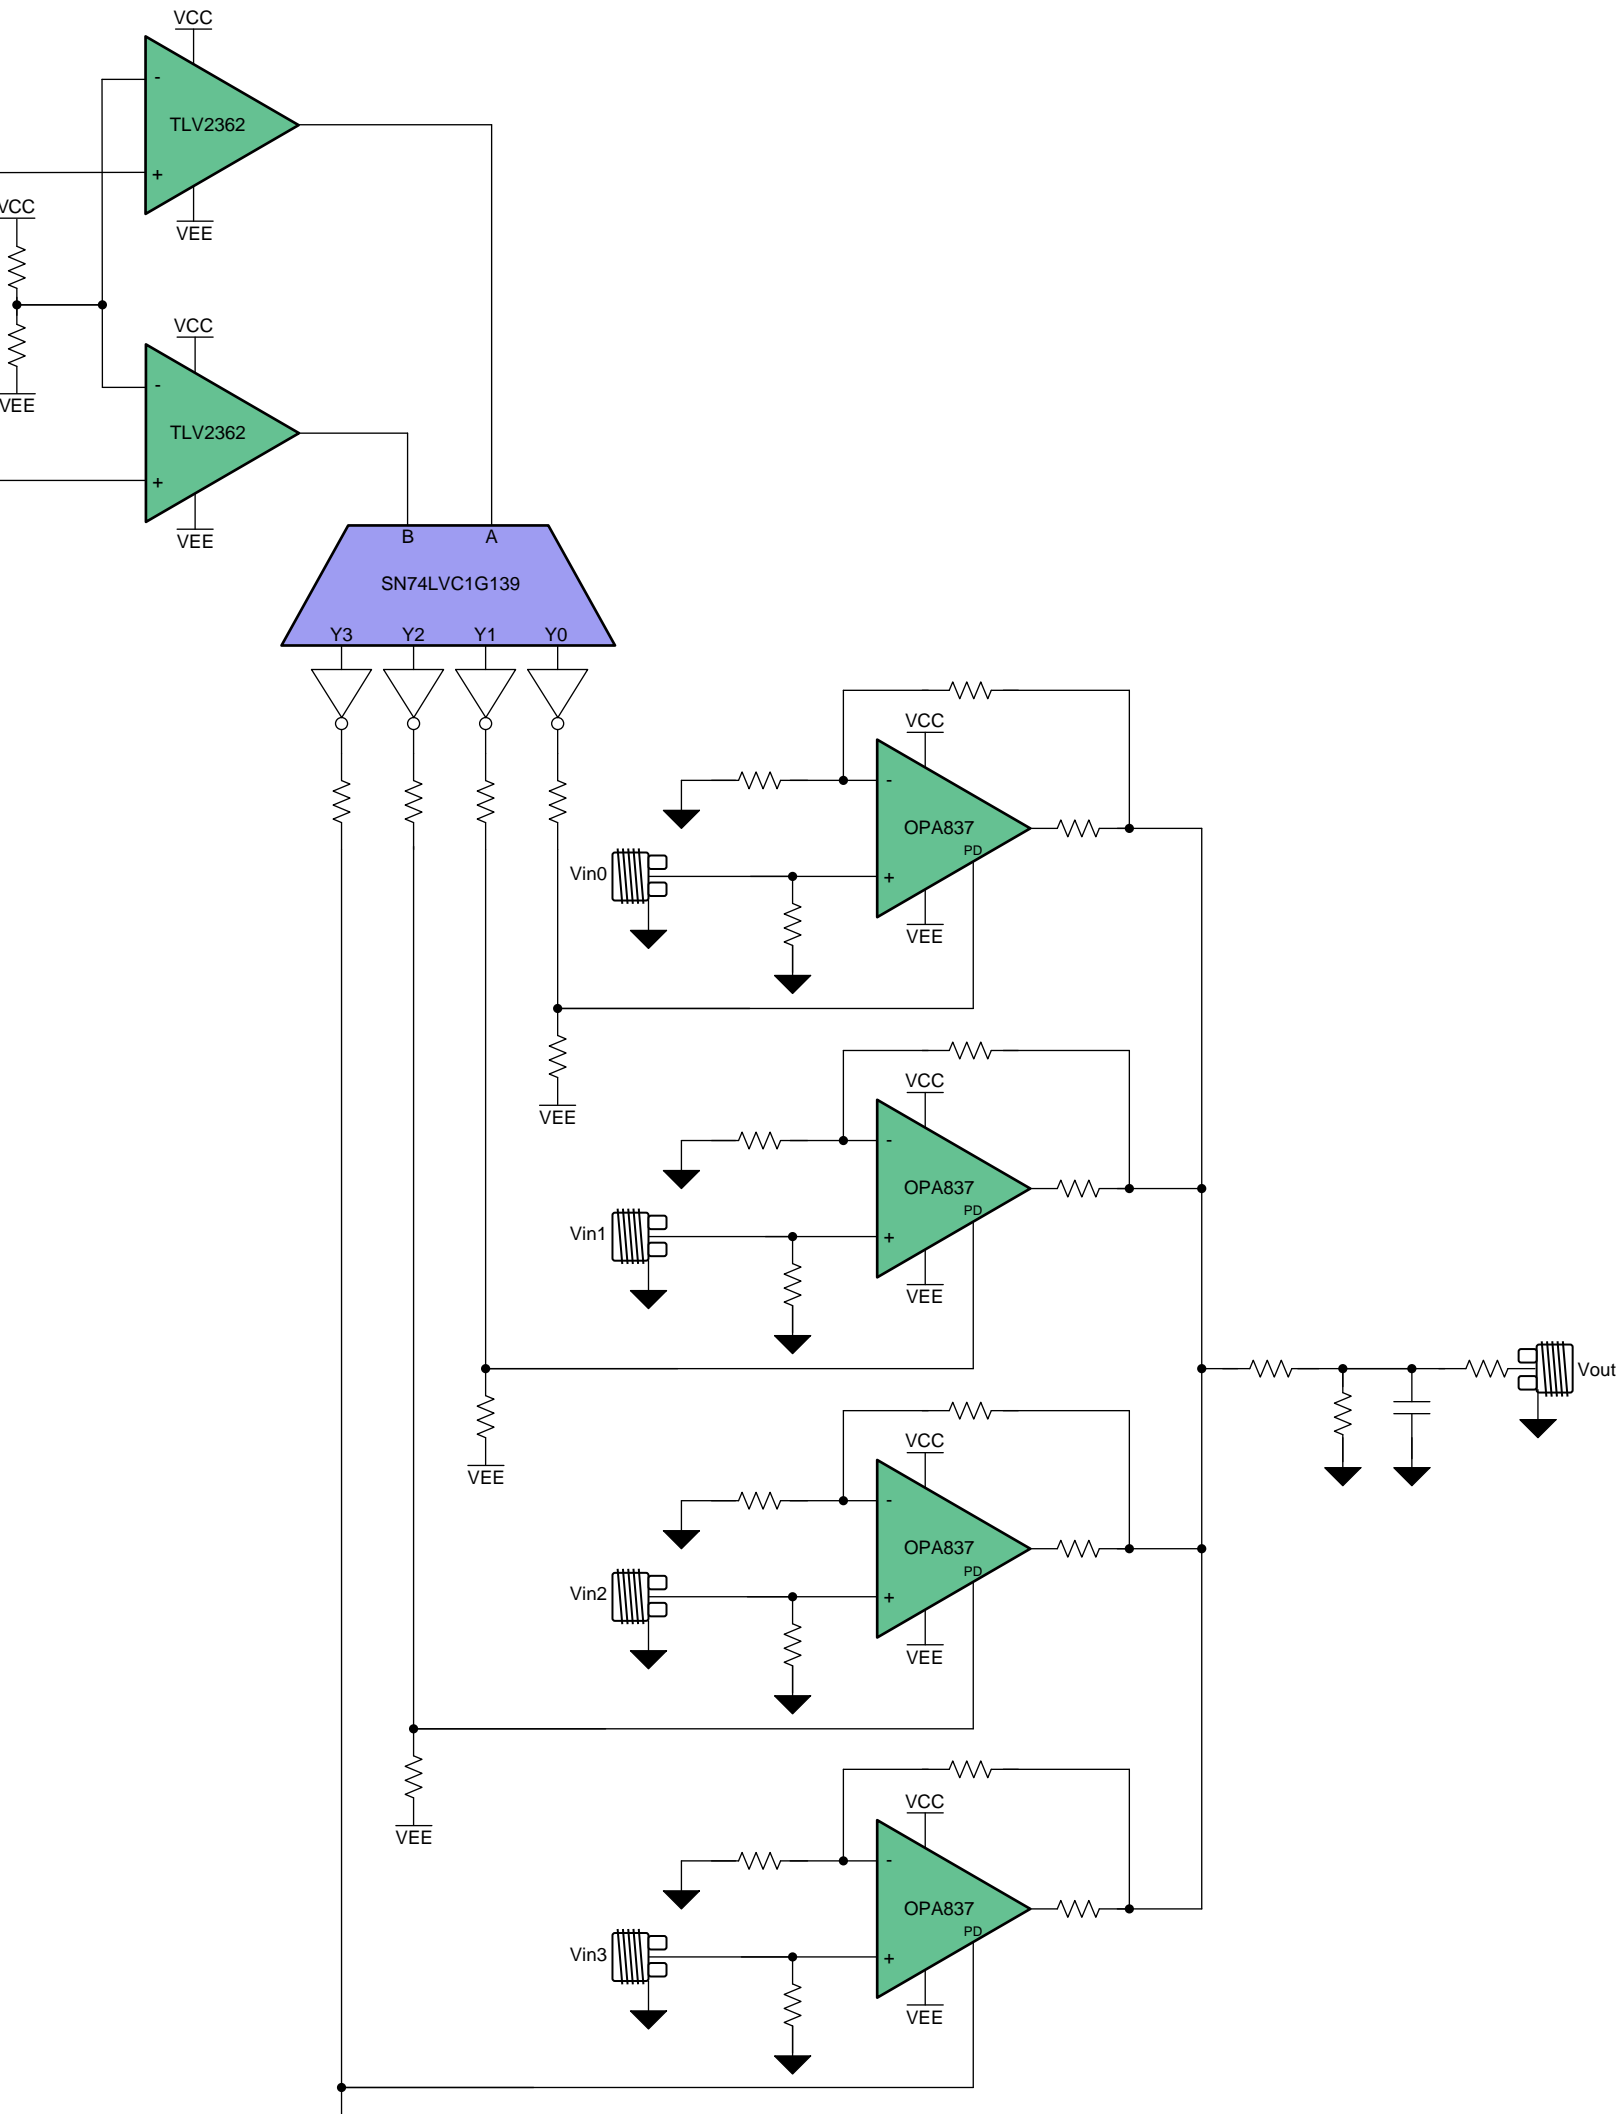 VCC
-
TLV2362
+
VEE
VCC
VEE
VCC
-
TLV2362
+
VEE
B A
SN74LVC1G139
Y3 Y2 Y1 Y0
VCC
-
OPA837
PD
Vin0
+
VEE
VEE
VCC
-
OPA837
PD
Vin1
+
VEE
Vout
VEE
VCC
-
OPA837
PD
Vin2
+
VEE
VEE
VCC
-
OPA837
PD
Vin3
+
VEE